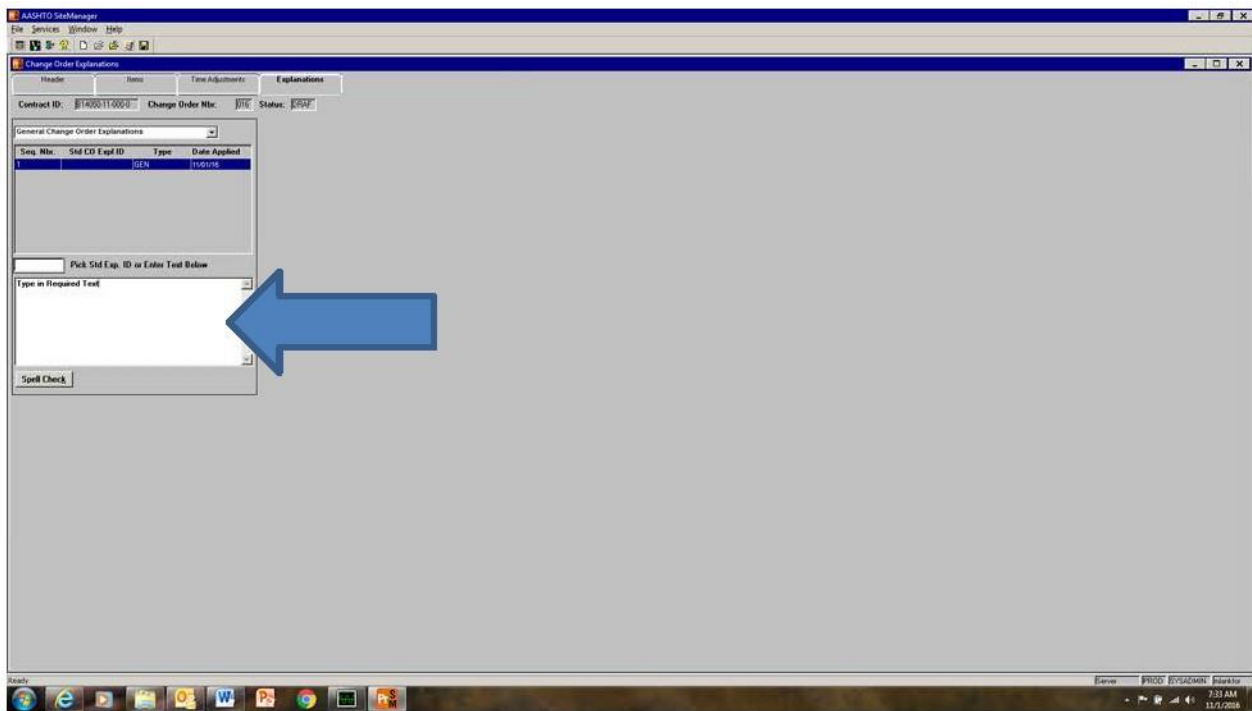 AASHTO SiteManager
File Services Window Help
Change Order Explanations
Header Items Time Adjustments Explanations
Contract ID: Change Order Nbr: 016 Status: DRAF
General Change Order Explanations
Seq. Nbr. Std CO Expl ID Type Date Applied
1 GEN 11/01/16
Pick Std Exp. ID or Enter Text Below
Type in Required Text
Spell Check
Ready Server PROD SYSADMIN
7:33 AM
11/1/2016